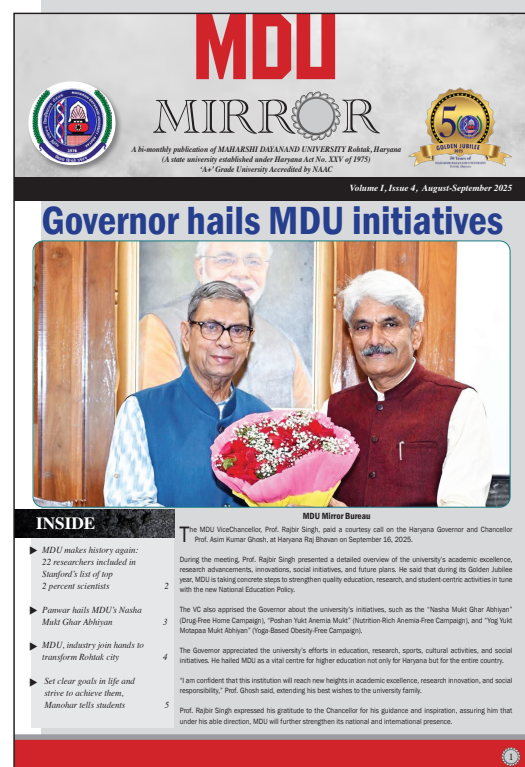 MDU
MIRROR
A bi-monthly publication of MAHARSHI DAYANAND UNIVERSITY Rohtak, Haryana
(A state university established under Haryana Act No. XXV of 1975)
'A+' Grade University Accredited by NAAC
50
GOLDEN JUBILEE
Volume I, Issue 4, August-September 2025
Governor hails MDU initiatives
INSIDE
MDU makes history again:
22 researchers included in
Stanford's list of top
2 percent scientists 2
Panwar hails MDU's Nasha
Mukt Ghar Abhiyan 3
MDU, industry join hands to
transform Rohtak city 4
Set clear goals in life and
strive to achieve them,
Manohar tells students 5
MDU Mirror Bureau
The MDU ViceChancellor, Prof. Rajbir Singh, paid a courtesy call on the Haryana Governor and Chancellor
Prof. Asim Kumar Ghosh, at Haryana Raj Bhavan on September 16, 2025.
During the meeting, Prof. Rajbir Singh presented a detailed overview of the university's academic excellence,
research advancements, innovations, social initiatives, and future plans. He said that during its Golden Jubilee
year, MDU is taking concrete steps to strengthen quality education, research, and student-centric activities in tune
with the new National Education Policy.
The VC also apprised the Governor about the university's initiatives, such as the "Nasha Mukt Ghar Abhiyan"
(Drug-Free Home Campaign), "Poshan Yukt Anemia Mukt" (Nutrition-Rich Anemia-Free Campaign), and "Yog Yukt
Motapaa Mukt Abhiyan" (Yoga-Based Obesity-Free Campaign).
The Governor appreciated the university's efforts in education, research, sports, cultural activities, and social
initiatives. He hailed MDU as a vital centre for higher education not only for Haryana but for the entire country.
"I am confident that this institution will reach new heights in academic excellence, research innovation, and social
responsibility," Prof. Ghosh said, extending his best wishes to the university family.
Prof. Rajbir Singh expressed his gratitude to the Chancellor for his guidance and inspiration, assuring him that
under his able direction, MDU will further strengthen its national and international presence.
1